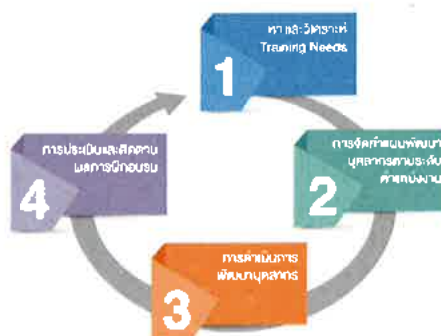 หา และวิเคราะห์
Training Needs
1
การจัดทำแผนพัฒนา
บุคลากรตามระดับ
ตำแหน่งงาน
2
การดำเนินการ
พัฒนาบุคลากร
3
การประเมินและติดตาม
ผลการฝึกอบรม
4